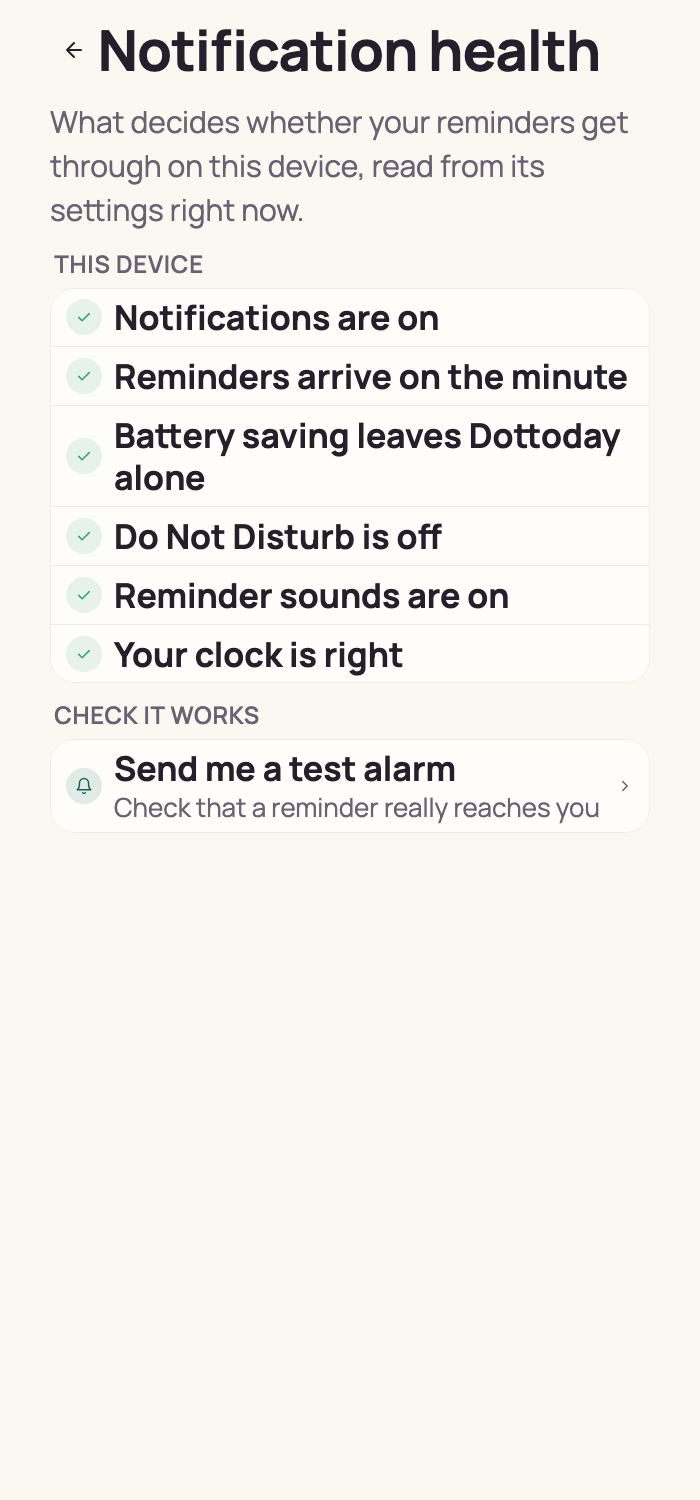 Notification health
What decides whether your reminders get
through on this device, read from its
settings right now.
THIS DEVICE
Notifications are on
Reminders arrive on the minute
Battery saving leaves Dottoday
alone
Do Not Disturb is off
Reminder sounds are on
Your clock is right
CHECK IT WORKS
Send me a test alarm
Check that a reminder really reaches you